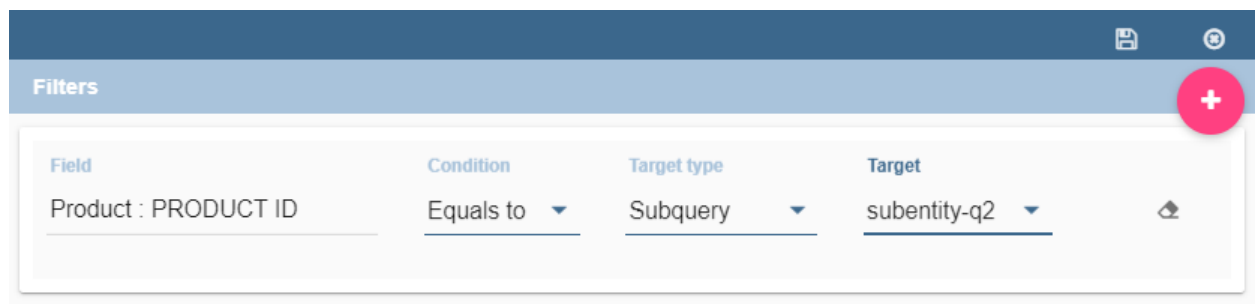 Filters
Field Condition Target type Target
Product : PRODUCT ID Equals to Subquery subentity-q2